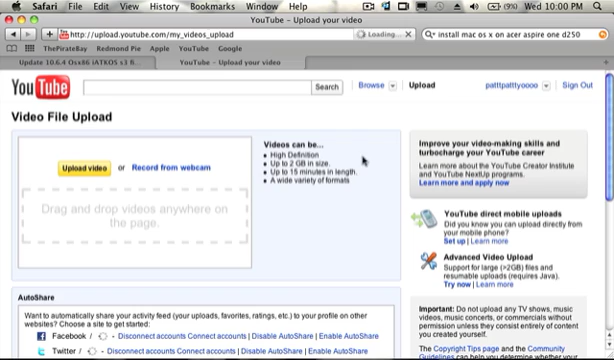 Safari File Edit View History Bookmarks Window Help (9%) Wed 10:00 PM
YouTube - Upload your video
http://upload.youtube.com/my_videos_upload Loading... install mac os x on acer aspire one d250
ThePirateBay Redmond Pie Apple YouTube Google
Update 10.6.4 Osx86 iATKOS s3 6... YouTube - Upload your video
YouTube Search Browse Upload pattpattyoooo Sign Out
Video File Upload
Upload video or Record from webcam
Drag and drop videos anywhere on
the page.
Videos can be...
High Definition
Up to 2 GB in size.
Up to 15 minutes in length.
A wide variety of formats
Improve your video-making skills and
turbocharge your YouTube career
Learn more about the YouTube Creator Institute
and YouTube NextUp programs.
Learn more and apply now
YouTube direct mobile uploads
Did you know you can upload directly from
your mobile phone?
Set up | Learn more
Advanced Video Upload
Support for large (>2GB) files and
resumable uploads (requires Java).
Try now | Learn more
AutoShare
Want to automatically share your activity feed (your uploads, favorites, ratings, etc.) to your profile on other
websites? Choose a site to get started:
Facebook / Disconnect accounts Connect accounts | Disable AutoShare | Enable AutoShare
Twitter / Disconnect accounts Connect accounts | Disable AutoShare | Enable AutoShare
Important: Do not upload any TV shows, music
videos, music concerts, or commercials without
permission unless they consist entirely of content
you created yourself.
The Copyright Tips page and the Community
Guidelines can help you determine whether your